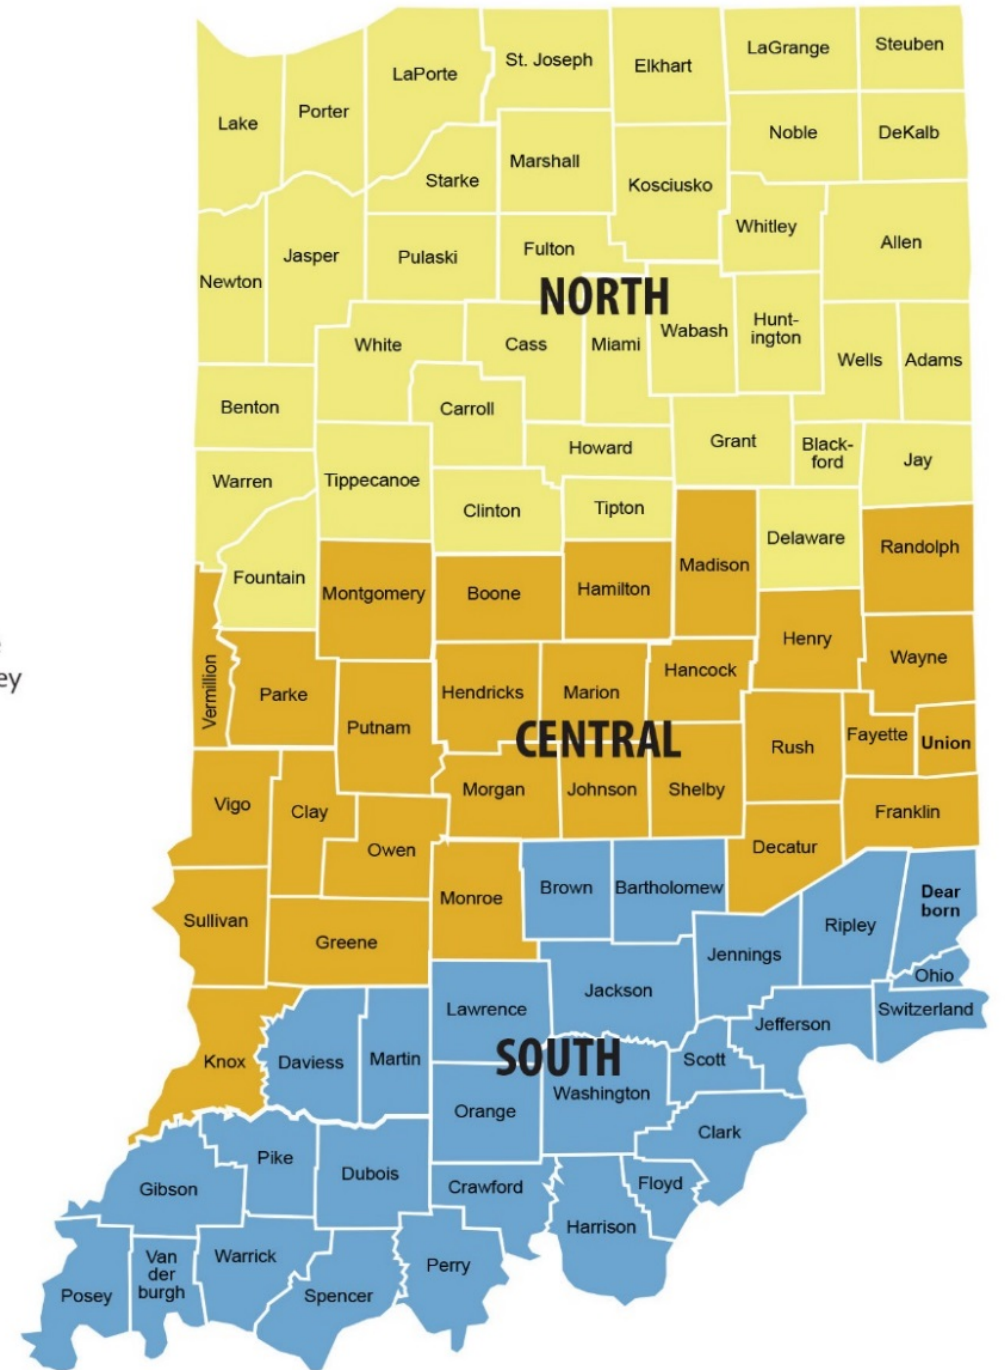 St. Joseph
Elkhart
LaGrange
Steuben
LaPorte
Lake
Porter
Noble
DeKalb
Marshall
Starke
Kosciusko
Whitley
Allen
Jasper
Pulaski
Fulton
Newton
NORTH
White
Cass
Miami
Wabash
Hunt-
ington
Wells
Adams
Benton
Carroll
Howard
Grant
Black-
ford
Jay
Warren
Tippecanoe
Clinton
Tipton
Delaware
Randolph
Fountain
Montgomery
Boone
Hamilton
Madison
Henry
Wayne
ey
Vermillion
Parke
Putnam
Hendricks
Marion
Hancock
CENTRAL
Rush
Fayette
Union
Vigo
Clay
Morgan
Johnson
Shelby
Franklin
Owen
Decatur
Monroe
Brown
Bartholomew
Dear
born
Sullivan
Greene
Ripley
Jennings
Ohio
Lawrence
Jackson
Jefferson
Switzerland
SOUTH
Knox
Daviess
Martin
Scott
Orange
Washington
Clark
Gibson
Pike
Dubois
Crawford
Floyd
Harrison
Posey
Van
der
burgh
Warrick
Spencer
Perry